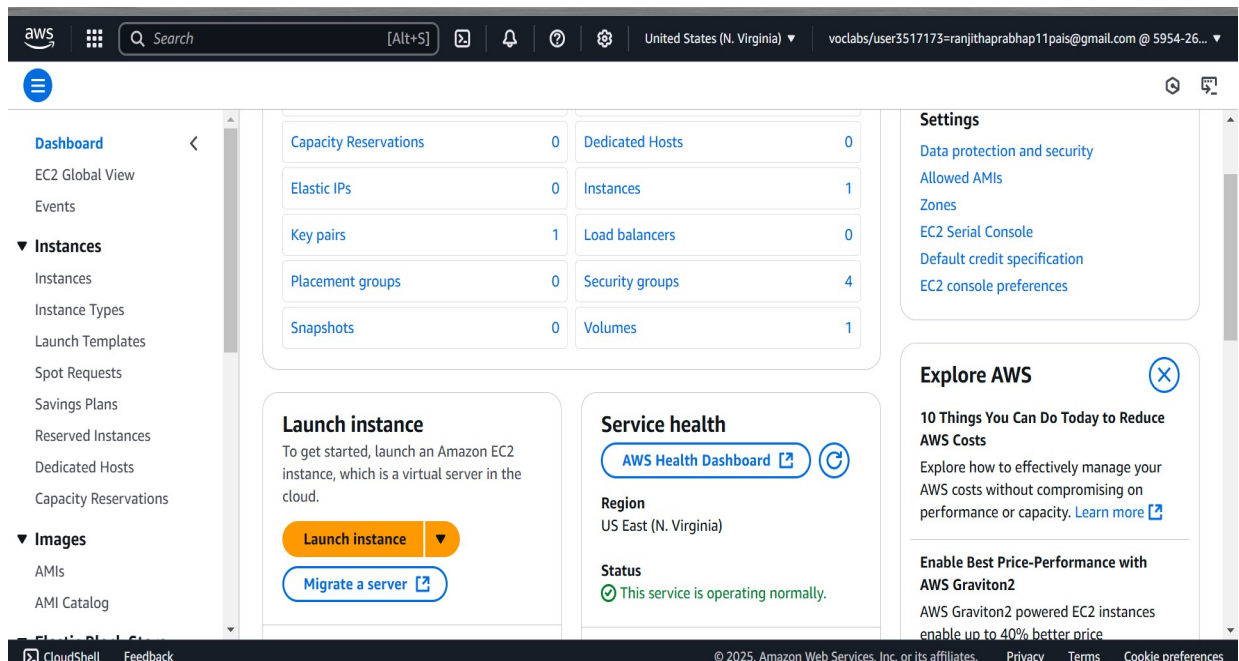 aws
Search [Alt+S]
United States (N. Virginia) ▼
voclabs/user3517173=ranjithaprabhap11pais@gmail.com @ 5954-26... ▼
Dashboard
EC2 Global View
Events
▼ Instances
Instances
Instance Types
Launch Templates
Spot Requests
Savings Plans
Reserved Instances
Dedicated Hosts
Capacity Reservations
▼ Images
AMIs
AMI Catalog
Elastic Block Store
Capacity Reservations 0
Dedicated Hosts 0
Elastic IPs 0
Instances 1
Key pairs 1
Load balancers 0
Placement groups 0
Security groups 4
Snapshots 0
Volumes 1
Launch instance
To get started, launch an Amazon EC2
instance, which is a virtual server in the
cloud.
Launch instance ▼
Migrate a server
Service health
AWS Health Dashboard
Region
US East (N. Virginia)
Status
This service is operating normally.
Settings
Data protection and security
Allowed AMIs
Zones
EC2 Serial Console
Default credit specification
EC2 console preferences
Explore AWS
10 Things You Can Do Today to Reduce
AWS Costs
Explore how to effectively manage your
AWS costs without compromising on
performance or capacity. Learn more
Enable Best Price-Performance with
AWS Graviton2
AWS Graviton2 powered EC2 instances
enable up to 40% better price
CloudShell Feedback
© 2025, Amazon Web Services, Inc. or its affiliates. Privacy Terms Cookie preferences